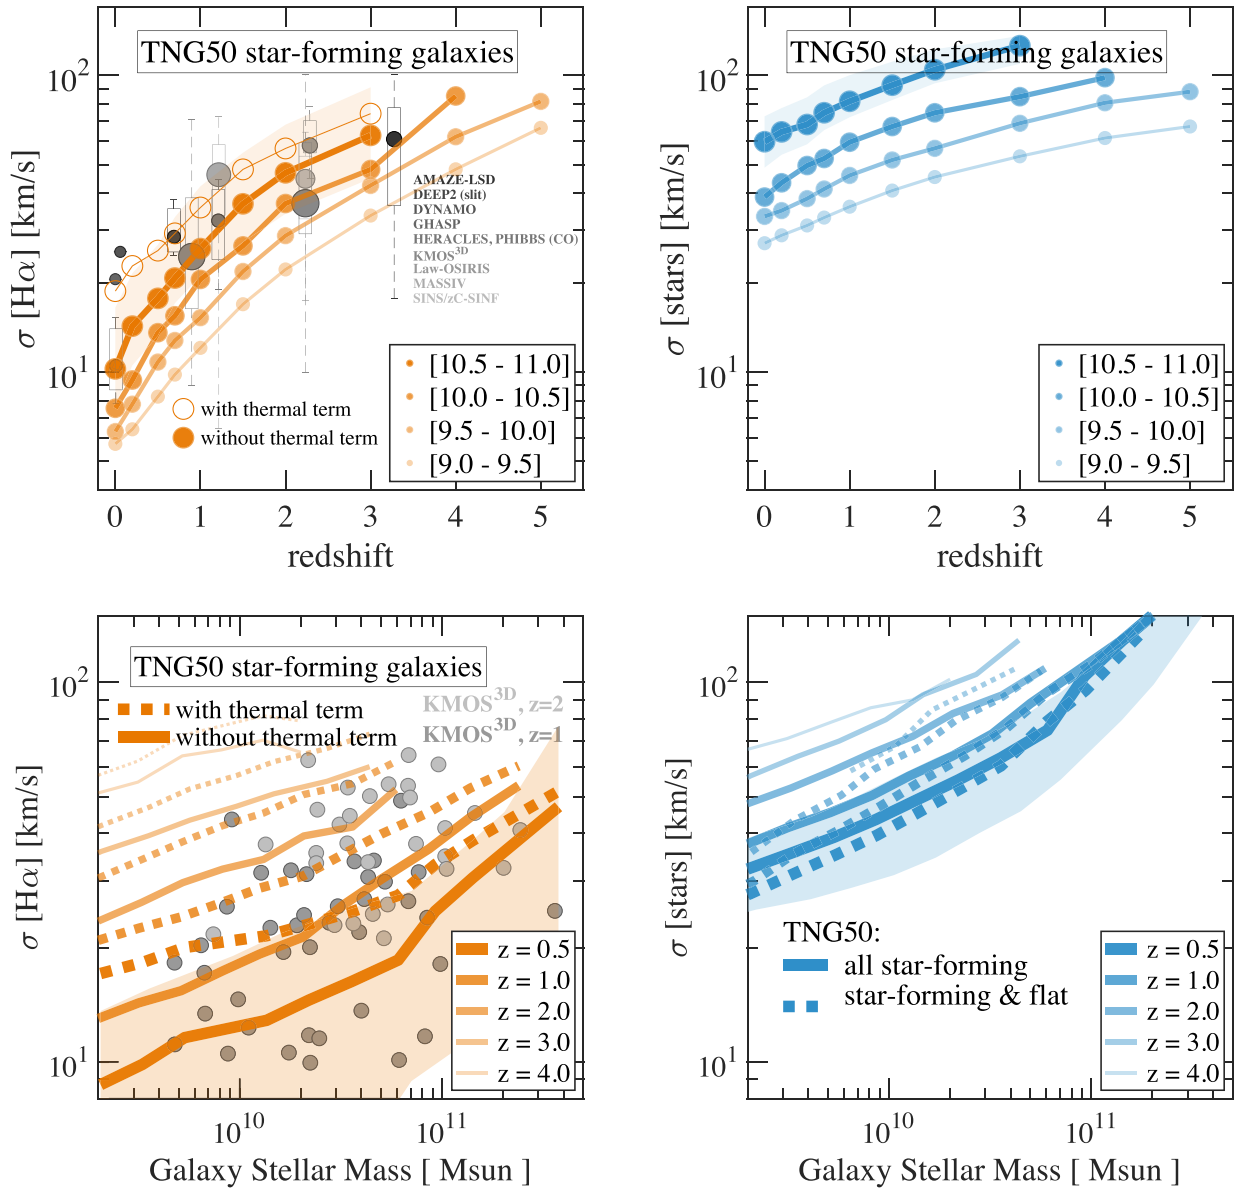 TNG50 star-forming galaxies
10²
10¹
σ [Hα] [km/s]
AMAZE-LSD
DEEP2 (slit)
DYNAMO
GHASP
HERACLES, PHIBBS (CO)
KMOS³ᴰ
Law-OSIRIS
MASSIV
SINS/zC-SINF
with thermal term
without thermal term
[10.5 - 11.0]
[10.0 - 10.5]
[9.5 - 10.0]
[9.0 - 9.5]
0 1 2 3 4 5
redshift
TNG50 star-forming galaxies
10²
10¹
σ [stars] [km/s]
[10.5 - 11.0]
[10.0 - 10.5]
[9.5 - 10.0]
[9.0 - 9.5]
0 1 2 3 4 5
redshift
TNG50 star-forming galaxies
10²
10¹
σ [Hα] [km/s]
with thermal term
without thermal term
KMOS³ᴰ, z=2
KMOS³ᴰ, z=1
z = 0.5
z = 1.0
z = 2.0
z = 3.0
z = 4.0
10¹⁰ 10¹¹
Galaxy Stellar Mass [ Msun ]
10²
10¹
σ [stars] [km/s]
TNG50:
all star-forming
star-forming & flat
z = 0.5
z = 1.0
z = 2.0
z = 3.0
z = 4.0
10¹⁰ 10¹¹
Galaxy Stellar Mass [ Msun ]